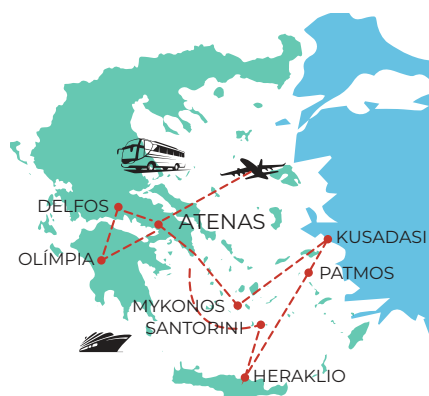 DELFOS
ATENAS
OLÍMPIA
KUSADASI
PATMOS
MYKONOS
SANTORINI
HERAKLIO